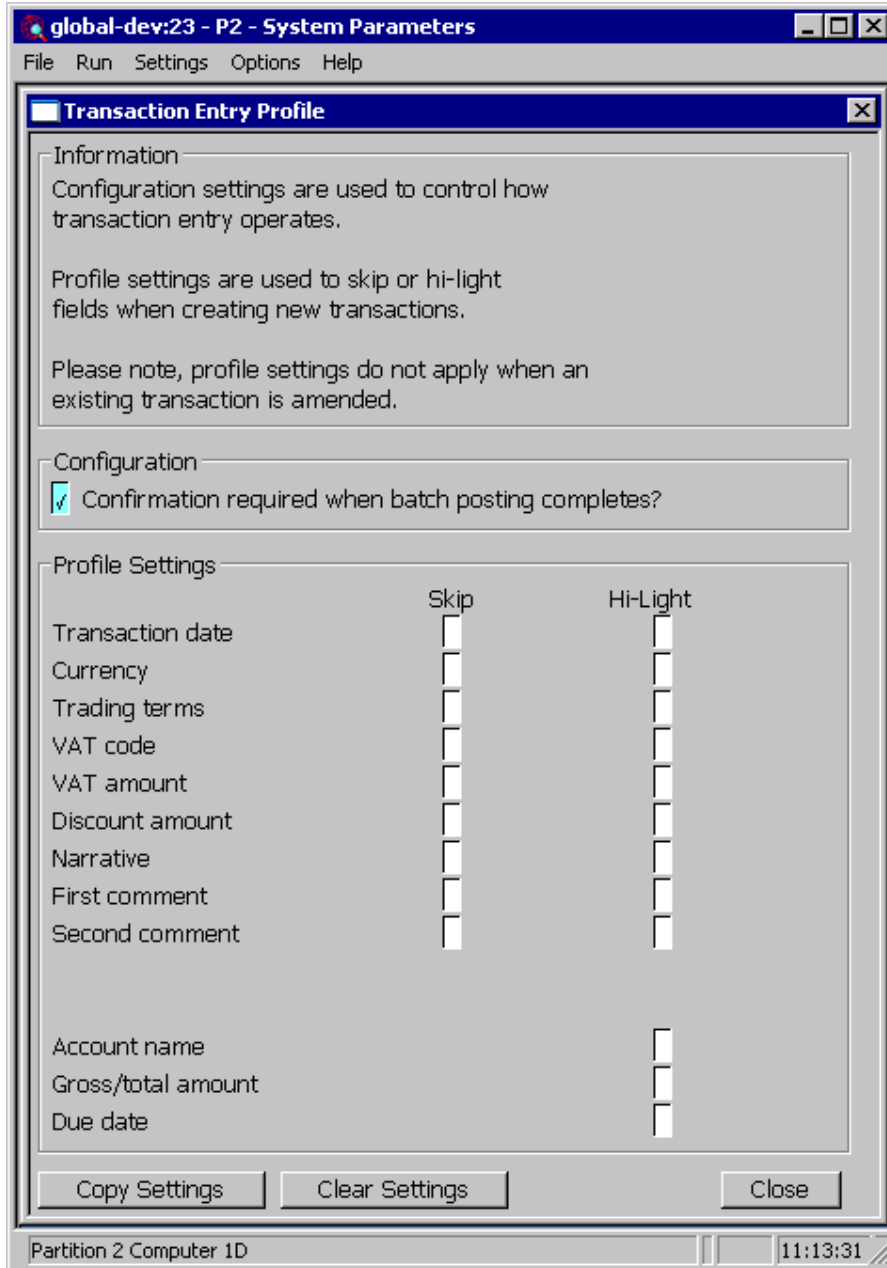 global-dev:23 - P2 - System Parameters
File Run Settings Options Help
Transaction Entry Profile
Information
Configuration settings are used to control how
transaction entry operates.
Profile settings are used to skip or hi-light
fields when creating new transactions.
Please note, profile settings do not apply when an
existing transaction is amended.
Configuration
Confirmation required when batch posting completes?
Profile Settings
Skip Hi-Light
Transaction date
Currency
Trading terms
VAT code
VAT amount
Discount amount
Narrative
First comment
Second comment
Account name
Gross/total amount
Due date
Copy Settings Clear Settings Close
Partition 2 Computer 1D 11:13:31